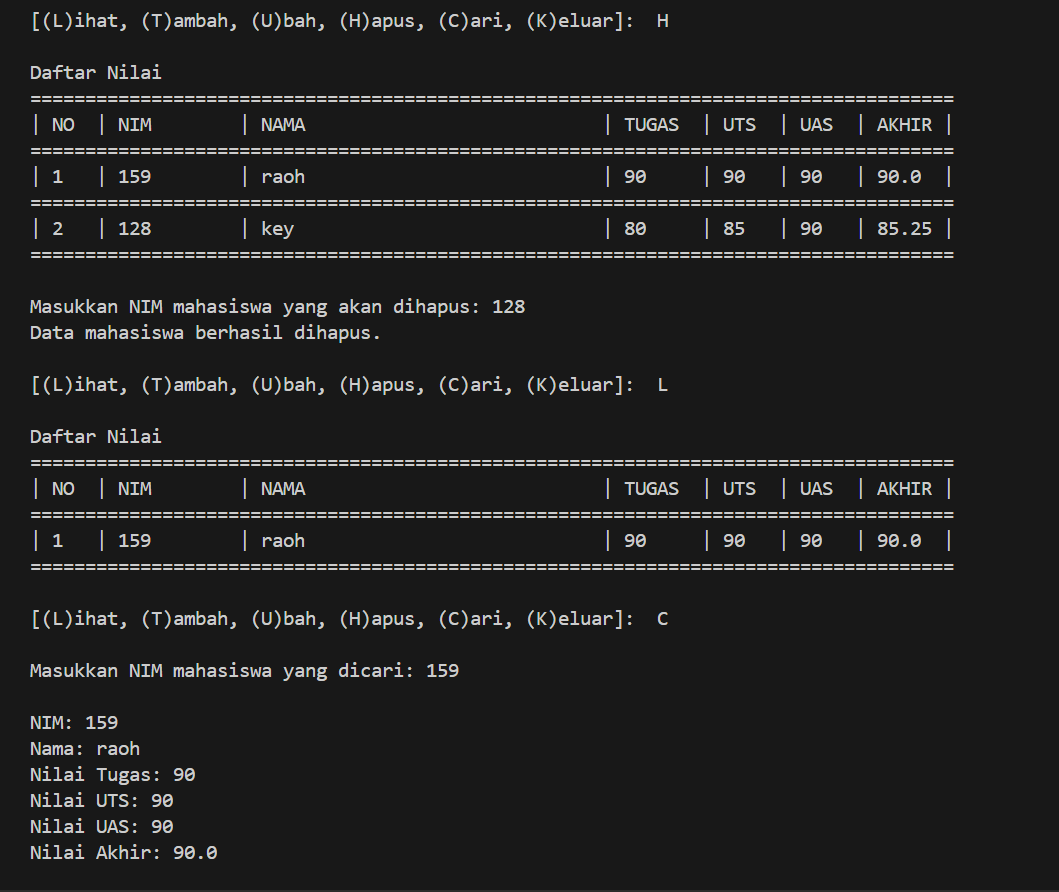 [(L)ihat, (T)ambah, (U)bah, (H)apus, (C)ari, (K)eluar]:  H
Daftar Nilai
====================================================================================
| NO  | NIM        | NAMA                           | TUGAS  | UTS  | UAS  | AKHIR |
====================================================================================
| 1   | 159        | raoh                           | 90     | 90   | 90   | 90.0  |
====================================================================================
| 2   | 128        | key                            | 80     | 85   | 90   | 85.25 |
====================================================================================
Masukkan NIM mahasiswa yang akan dihapus: 128
Data mahasiswa berhasil dihapus.
[(L)ihat, (T)ambah, (U)bah, (H)apus, (C)ari, (K)eluar]:  L
Daftar Nilai
====================================================================================
| NO  | NIM        | NAMA                           | TUGAS  | UTS  | UAS  | AKHIR |
====================================================================================
| 1   | 159        | raoh                           | 90     | 90   | 90   | 90.0  |
====================================================================================
[(L)ihat, (T)ambah, (U)bah, (H)apus, (C)ari, (K)eluar]:  C
Masukkan NIM mahasiswa yang dicari: 159
NIM: 159
Nama: raoh
Nilai Tugas: 90
Nilai UTS: 90
Nilai UAS: 90
Nilai Akhir: 90.0